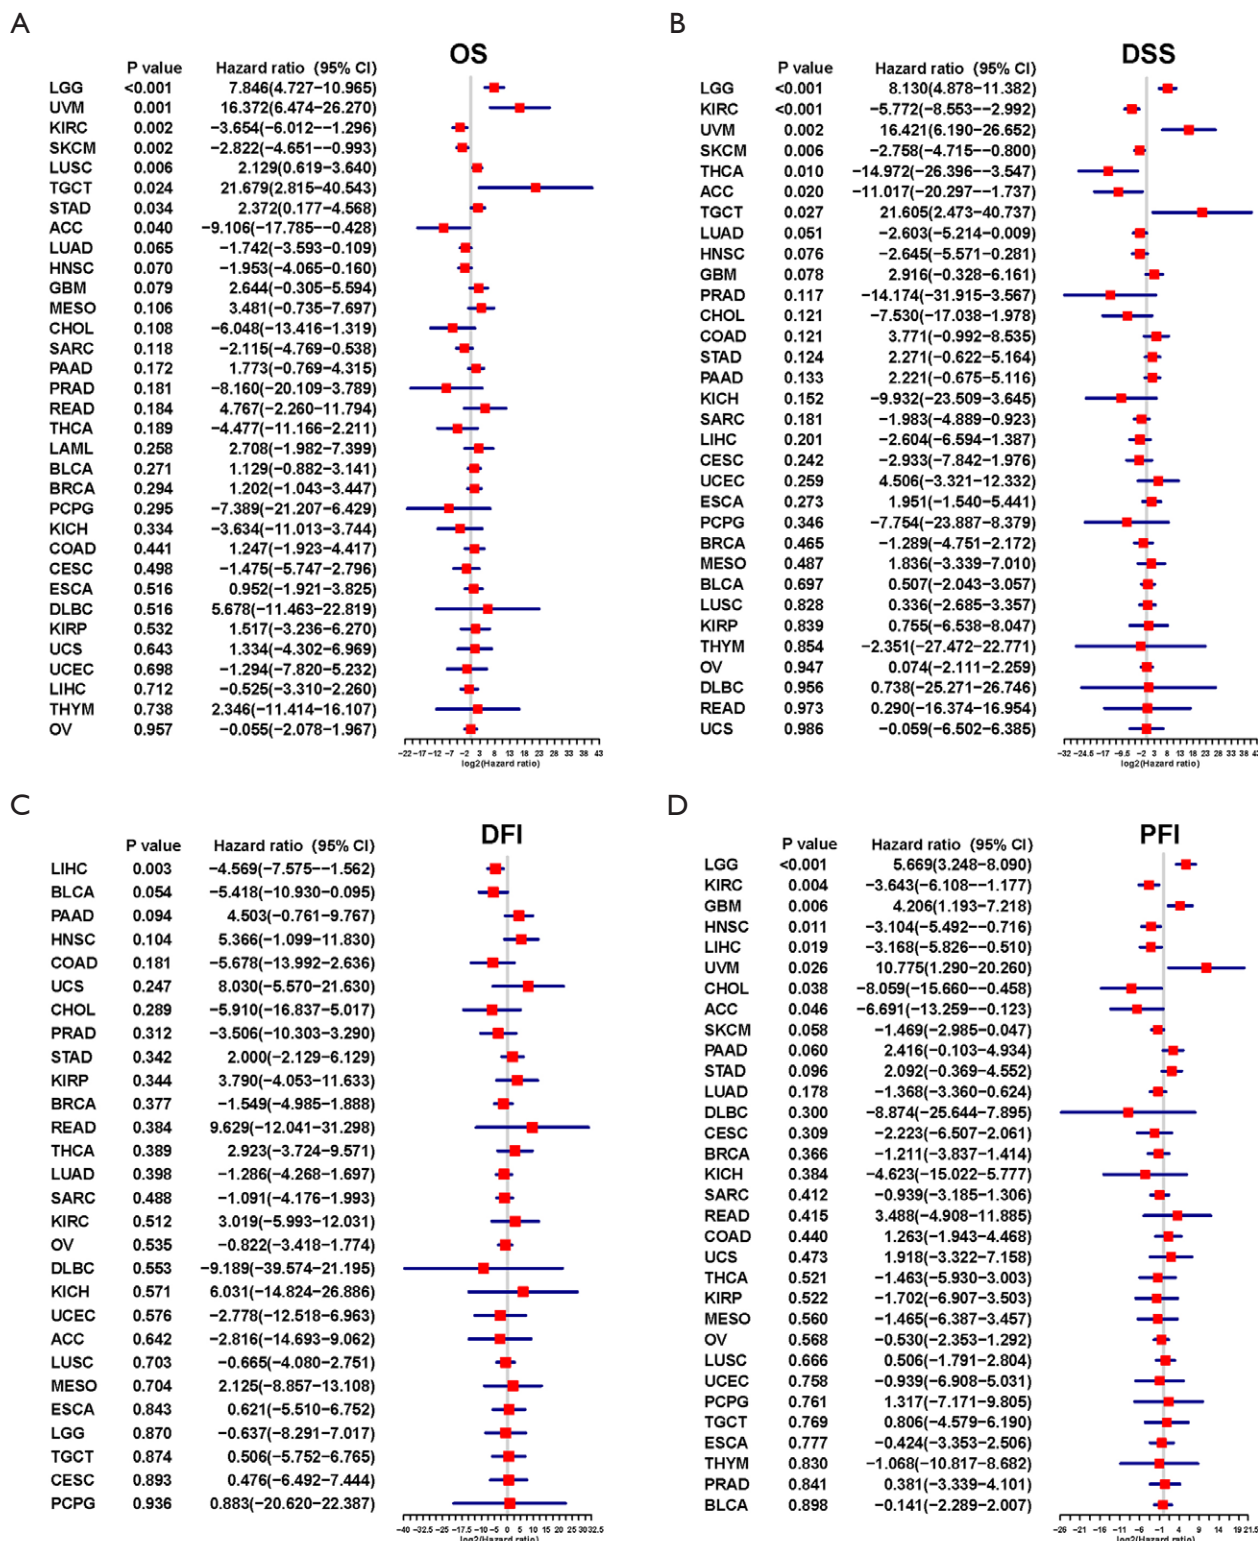 A
OS
P value Hazard ratio (95% CI)
LGG <0.001 7.846(4.727−10.965)
UVM 0.001 16.372(6.474−26.270)
KIRC 0.002 −3.654(−6.012−−1.296)
SKCM 0.002 −2.822(−4.651−−0.993)
LUSC 0.006 2.129(0.619−3.640)
TGCT 0.024 21.679(2.815−40.543)
STAD 0.034 2.372(0.177−4.568)
ACC 0.040 −9.106(−17.785−−0.428)
LUAD 0.065 −1.742(−3.593−0.109)
HNSC 0.070 −1.953(−4.065−0.160)
GBM 0.079 2.644(−0.305−5.594)
MESO 0.106 3.481(−0.735−7.697)
CHOL 0.108 −6.048(−13.416−1.319)
SARC 0.118 −2.115(−4.769−0.538)
PAAD 0.172 1.773(−0.769−4.315)
PRAD 0.181 −8.160(−20.109−3.789)
READ 0.184 4.767(−2.260−11.794)
THCA 0.189 −4.477(−11.166−2.211)
LAML 0.258 2.708(−1.982−7.399)
BLCA 0.271 1.129(−0.882−3.141)
BRCA 0.294 1.202(−1.043−3.447)
PCPG 0.295 −7.389(−21.207−6.429)
KICH 0.334 −3.634(−11.013−3.744)
COAD 0.441 1.247(−1.923−4.417)
CESC 0.498 −1.475(−5.747−2.796)
ESCA 0.516 0.952(−1.921−3.825)
DLBC 0.516 5.678(−11.463−22.819)
KIRP 0.532 1.517(−3.236−6.270)
UCS 0.643 1.334(−4.302−6.969)
UCEC 0.698 −1.294(−7.820−5.232)
LIHC 0.712 −0.525(−3.310−2.260)
THYM 0.738 2.346(−11.414−16.107)
OV 0.957 −0.055(−2.078−1.967)
−22 −17 −12 −7 −2 3 8 13 18 23 28 33 38 43
log2(Hazard ratio)
B
DSS
P value Hazard ratio (95% CI)
LGG <0.001 8.130(4.878−11.382)
KIRC <0.001 −5.772(−8.553−−2.992)
UVM 0.002 16.421(6.190−26.652)
SKCM 0.006 −2.758(−4.715−−0.800)
THCA 0.010 −14.972(−26.396−−3.547)
ACC 0.020 −11.017(−20.297−−1.737)
TGCT 0.027 21.605(2.473−40.737)
LUAD 0.051 −2.603(−5.214−0.009)
HNSC 0.076 −2.645(−5.571−0.281)
GBM 0.078 2.916(−0.328−6.161)
PRAD 0.117 −14.174(−31.915−3.567)
CHOL 0.121 −7.530(−17.038−1.978)
COAD 0.121 3.771(−0.992−8.535)
STAD 0.124 2.271(−0.622−5.164)
PAAD 0.133 2.221(−0.675−5.116)
KICH 0.152 −9.932(−23.509−3.645)
SARC 0.181 −1.983(−4.889−0.923)
LIHC 0.201 −2.604(−6.594−1.387)
CESC 0.242 −2.933(−7.842−1.976)
UCEC 0.259 4.506(−3.321−12.332)
ESCA 0.273 1.951(−1.540−5.441)
PCPG 0.346 −7.754(−23.887−8.379)
BRCA 0.465 −1.289(−4.751−2.172)
MESO 0.487 1.836(−3.339−7.010)
BLCA 0.697 0.507(−2.043−3.057)
LUSC 0.828 0.336(−2.685−3.357)
KIRP 0.839 0.755(−6.538−8.047)
THYM 0.854 −2.351(−27.472−22.771)
OV 0.947 0.074(−2.111−2.259)
DLBC 0.956 0.738(−25.271−26.746)
READ 0.973 0.290(−16.374−16.954)
UCS 0.986 −0.059(−6.502−6.385)
−32 −24.5 −17 −9.5 −2 3 8 13 18 23 28 33 38
log2(Hazard ratio)
C
DFI
P value Hazard ratio (95% CI)
LIHC 0.003 −4.569(−7.575−−1.562)
BLCA 0.054 −5.418(−10.930−0.095)
PAAD 0.094 4.503(−0.761−9.767)
HNSC 0.104 5.366(−1.099−11.830)
COAD 0.181 −5.678(−13.992−2.636)
UCS 0.247 8.030(−5.570−21.630)
CHOL 0.289 −5.910(−16.837−5.017)
PRAD 0.312 −3.506(−10.303−3.290)
STAD 0.342 2.000(−2.129−6.129)
KIRP 0.344 3.790(−4.053−11.633)
BRCA 0.377 −1.549(−4.985−1.888)
READ 0.384 9.629(−12.041−31.298)
THCA 0.389 2.923(−3.724−9.571)
LUAD 0.398 −1.286(−4.268−1.697)
SARC 0.488 −1.091(−4.176−1.993)
KIRC 0.512 3.019(−5.993−12.031)
OV 0.535 −0.822(−3.418−1.774)
DLBC 0.553 −9.189(−39.574−21.195)
KICH 0.571 6.031(−14.824−26.886)
UCEC 0.576 −2.778(−12.518−6.963)
ACC 0.642 −2.816(−14.693−9.062)
LUSC 0.703 −0.665(−4.080−2.751)
MESO 0.704 2.125(−8.857−13.108)
ESCA 0.843 0.621(−5.510−6.752)
LGG 0.870 −0.637(−8.291−7.017)
TGCT 0.874 0.506(−5.752−6.765)
CESC 0.893 0.476(−6.492−7.444)
PCPG 0.936 0.883(−20.620−22.387)
−40 −32.5 −25 −17.5 −10 −5 0 5 10 15 20 25 30 32.5
log2(Hazard ratio)
D
PFI
P value Hazard ratio (95% CI)
LGG <0.001 5.669(3.248−8.090)
KIRC 0.004 −3.643(−6.108−−1.177)
GBM 0.006 4.206(1.193−7.218)
HNSC 0.011 −3.104(−5.492−−0.716)
LIHC 0.019 −3.168(−5.826−−0.510)
UVM 0.026 10.775(1.290−20.260)
CHOL 0.038 −8.059(−15.660−−0.458)
ACC 0.046 −6.691(−13.259−−0.123)
SKCM 0.058 −1.469(−2.985−0.047)
PAAD 0.060 2.416(−0.103−4.934)
STAD 0.096 2.092(−0.369−4.552)
LUAD 0.178 −1.368(−3.360−0.624)
DLBC 0.300 −8.874(−25.644−7.895)
CESC 0.309 −2.223(−6.507−2.061)
BRCA 0.366 −1.211(−3.837−1.414)
KICH 0.384 −4.623(−15.022−5.777)
SARC 0.412 −0.939(−3.185−1.306)
READ 0.415 3.488(−4.908−11.885)
COAD 0.440 1.263(−1.943−4.468)
UCS 0.473 1.918(−3.322−7.158)
THCA 0.521 −1.463(−5.930−3.003)
KIRP 0.522 −1.702(−6.907−3.503)
MESO 0.560 −1.465(−6.387−3.457)
OV 0.568 −0.530(−2.353−1.292)
LUSC 0.666 0.506(−1.791−2.804)
UCEC 0.758 −0.939(−6.908−5.031)
PCPG 0.761 1.317(−7.171−9.805)
TGCT 0.769 0.806(−4.579−6.190)
ESCA 0.777 −0.424(−3.353−2.506)
THYM 0.830 −1.068(−10.817−8.682)
PRAD 0.841 0.381(−3.339−4.101)
BLCA 0.898 −0.141(−2.289−2.007)
−26 −21 −16 −11 −6 −1 4 9 14 19 21.5
log2(Hazard ratio)